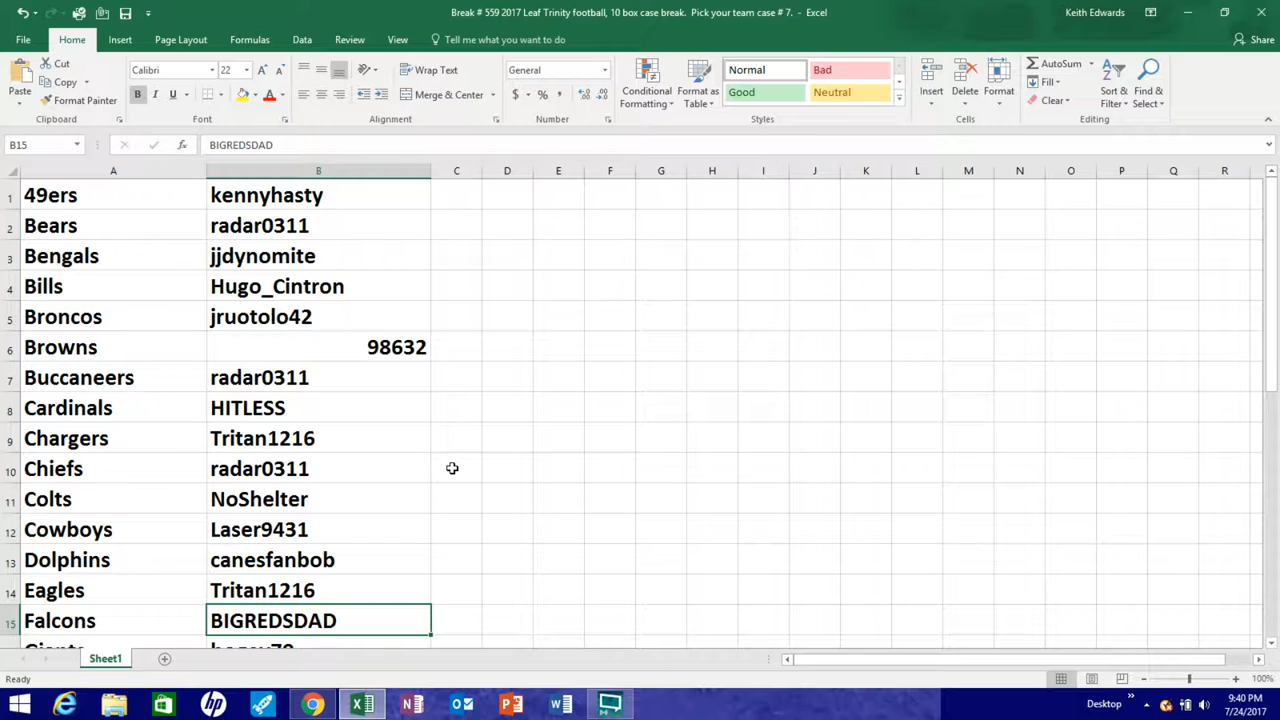 Break # 559 2017 Leaf Trinity football, 10 box case break. Pick your team case # 7. - Excel
Keith Edwards
File Home Insert Page Layout Formulas Data Review View Tell me what you want to do Share
Paste Cut Copy Format Painter
Calibri 22
B I U
Wrap Text
Merge & Center
General
$ % ,
Conditional Formatting
Format as Table
Normal Bad
Good Neutral
Insert Delete Format
AutoSum
Fill
Clear
Sort & Filter
Find & Select
Clipboard Font Alignment Number Styles Cells Editing
B15 fx BIGREDSDAD
A B C D E F G H I J K L M N O P Q R
1 49ers kennyhasty
2 Bears radar0311
3 Bengals jjdynomite
4 Bills Hugo_Cintron
5 Broncos jruotolo42
6 Browns 98632
7 Buccaneers radar0311
8 Cardinals HITLESS
9 Chargers Tritan1216
10 Chiefs radar0311
11 Colts NoShelter
12 Cowboys Laser9431
13 Dolphins canesfanbob
14 Eagles Tritan1216
15 Falcons BIGREDSDAD
Sheet1
Ready
100%
Desktop
9:40 PM
7/24/2017